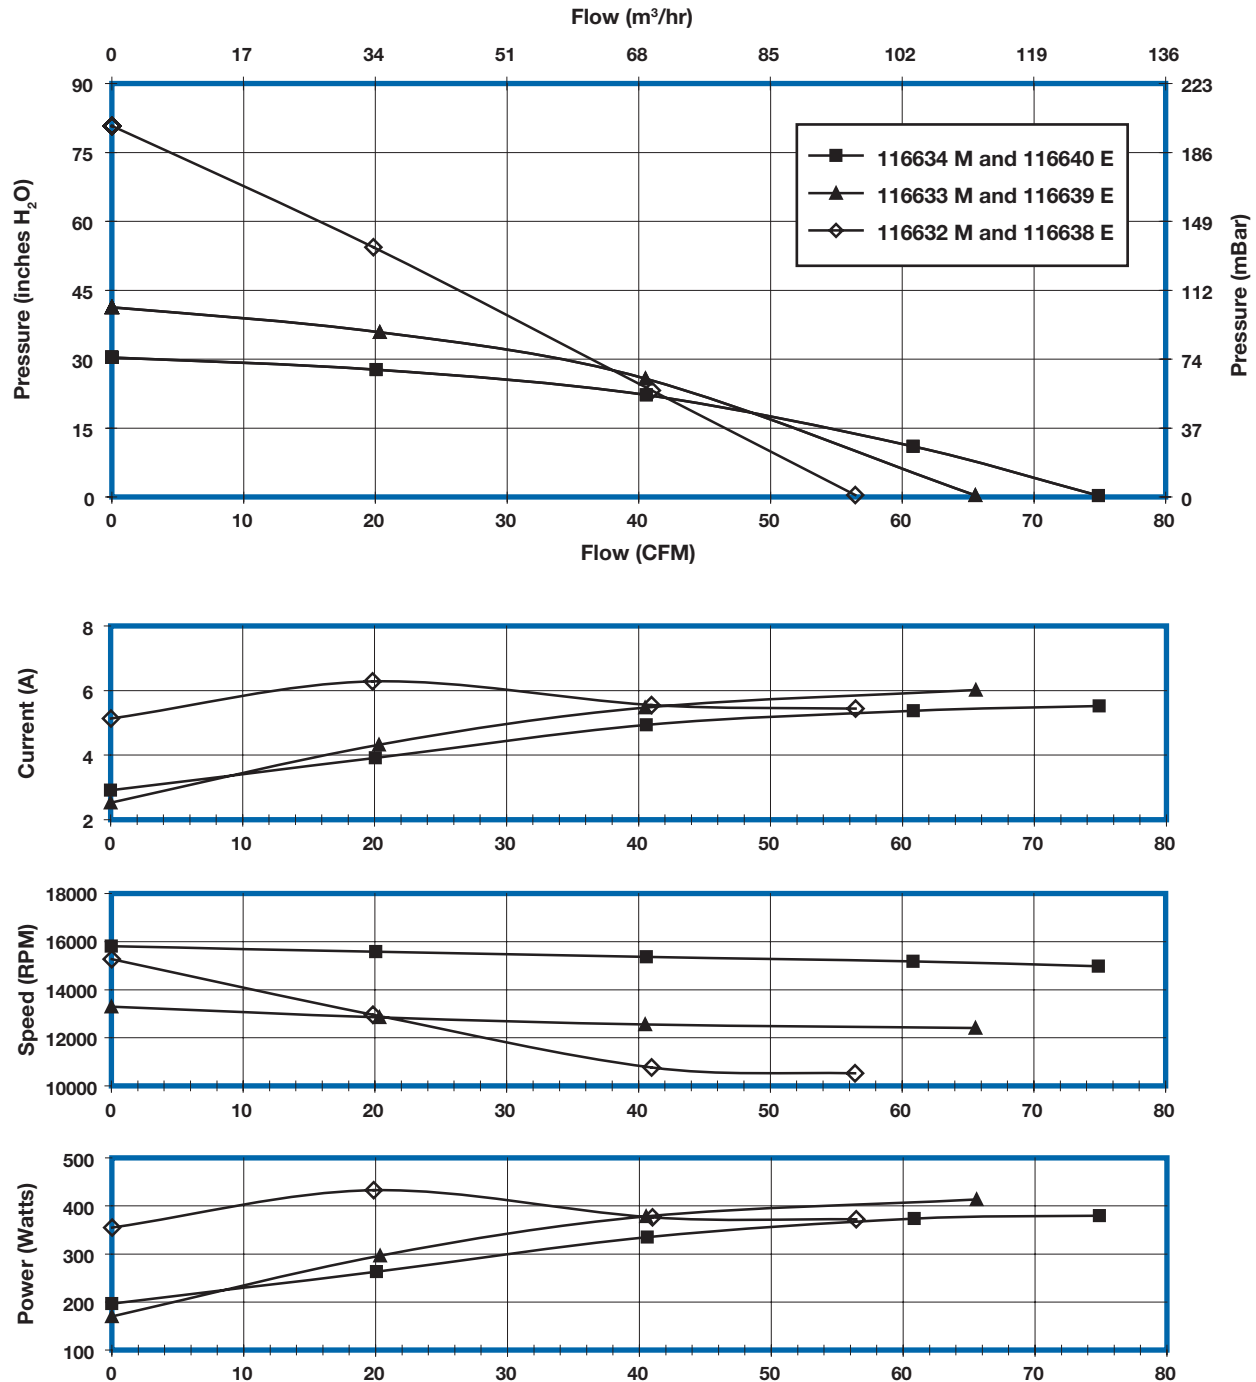 Flow (m³/hr)
0 17 34 51 68 85 102 119 136
90 223
75 186
60 149
45 112
30 74
15 37
0 0
Pressure (inches H₂O)
Pressure (mBar)
116634 M and 116640 E
116633 M and 116639 E
116632 M and 116638 E
0 10 20 30 40 50 60 70 80
Flow (CFM)
Current (A)
8
6
4
2
0 10 20 30 40 50 60 70 80
Speed (RPM)
18000
16000
14000
12000
10000
0 10 20 30 40 50 60 70 80
Power (Watts)
500
400
300
200
100
0 10 20 30 40 50 60 70 80